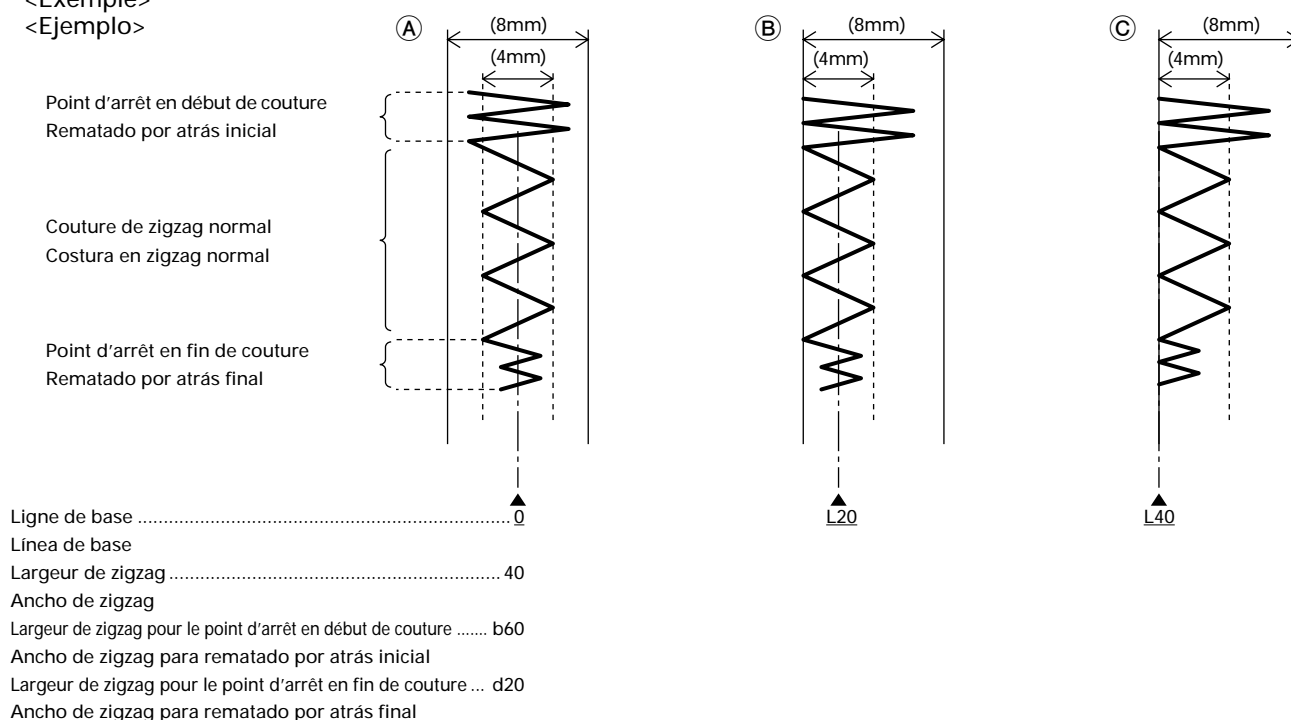 <Exemple>
<Ejemplo>
Ⓐ (8mm)
(4mm)
Ⓑ (8mm)
(4mm)
Ⓒ (8mm)
(4mm)
Point d'arrêt en début de couture
Rematado por atrás inicial
Couture de zigzag normal
Costura en zigzag normal
Point d'arrêt en fin de couture
Rematado por atrás final
Ligne de base ........................................................................ 0
L20
L40
Línea de base
Largeur de zigzag ................................................................ 40
Ancho de zigzag
Largeur de zigzag pour le point d'arrêt en début de couture ....... b60
Ancho de zigzag para rematado por atrás inicial
Largeur de zigzag pour le point d'arrêt en fin de couture ... d20
Ancho de zigzag para rematado por atrás final